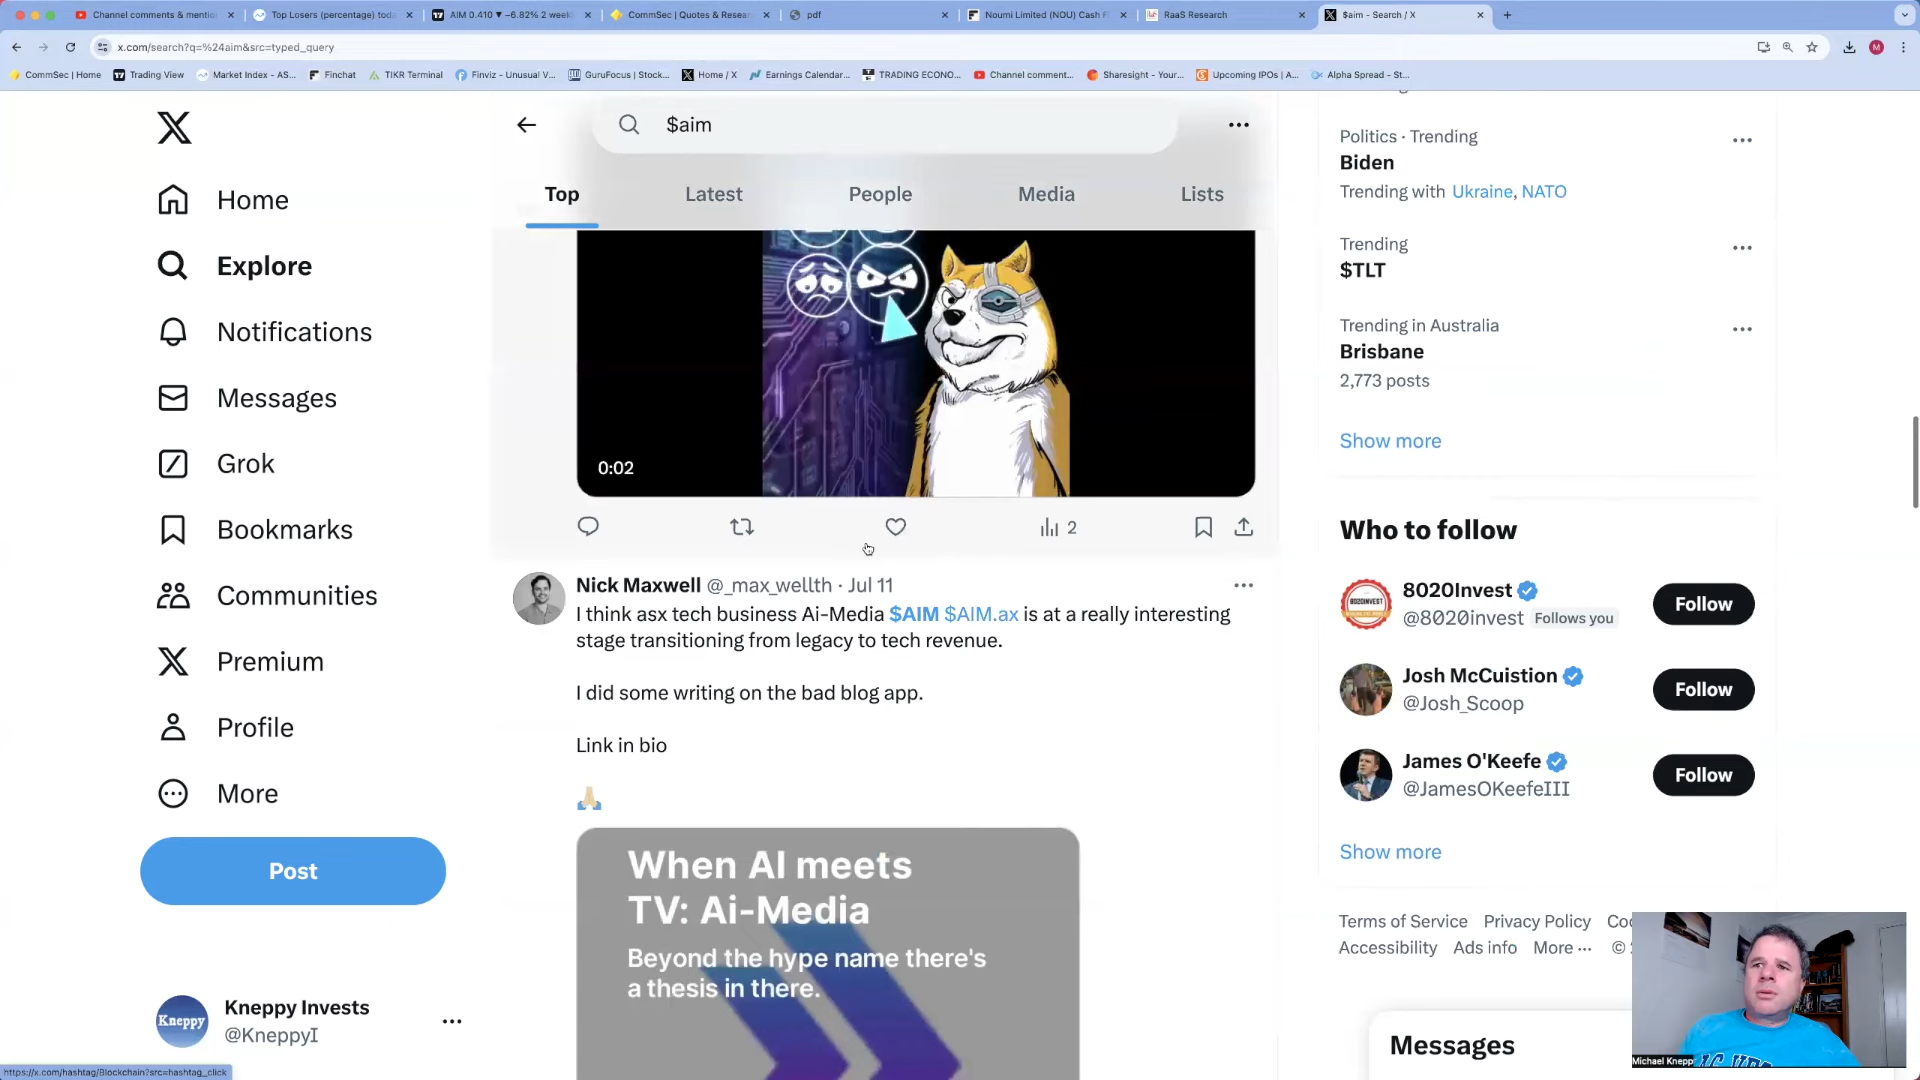 Channel comments & mentio
Top Losers (percentage) toda
AIM 0.410 ▼ −6.82% 2 week
CommSec | Quotes & Resea
pdf
Noumi Limited (NOU) Cash F
RaaS Research
$aim - Search / X
x.com/search?q=%24aim&src=typed_query
CommSec | Home
Trading View
Market Index - AS...
Finchat
TIKR Terminal
Finviz - Unusual V...
GuruFocus | Stock...
Home / X
Earnings Calendar...
TRADING ECONO...
Channel comment...
Sharesight - Your...
Upcoming IPOs | A...
Alpha Spread - St...
$aim
Top
Latest
People
Media
Lists
Home
Explore
Notifications
Messages
Grok
Bookmarks
Communities
Premium
Profile
More
Post
Kneppy
Kneppy Invests
@KneppyI
https://x.com/hashtag/Blockchain?src=hashtag_click
0:02
2
Nick Maxwell @_max_wellth · Jul 11
I think asx tech business Ai-Media $AIM $AIM.ax is at a really interesting
stage transitioning from legacy to tech revenue.
I did some writing on the bad blog app.
Link in bio
When AI meets
TV: Ai-Media
Beyond the hype name there's
a thesis in there.
Politics · Trending
Biden
Trending with Ukraine, NATO
Trending
$TLT
Trending in Australia
Brisbane
2,773 posts
Show more
Who to follow
8020Invest
@8020invest Follows you
Follow
Josh McCuistion
@Josh_Scoop
Follow
James O'Keefe
@JamesOKeefeIII
Follow
Show more
Terms of Service Privacy Policy Coo
Accessibility Ads info More ··· ©
Messages
Michael Knepp